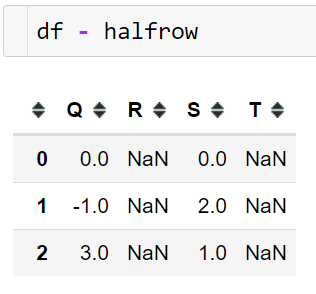 df - halfrow
Q R S T
0 0.0 NaN 0.0 NaN
1 -1.0 NaN 2.0 NaN
2 3.0 NaN 1.0 NaN